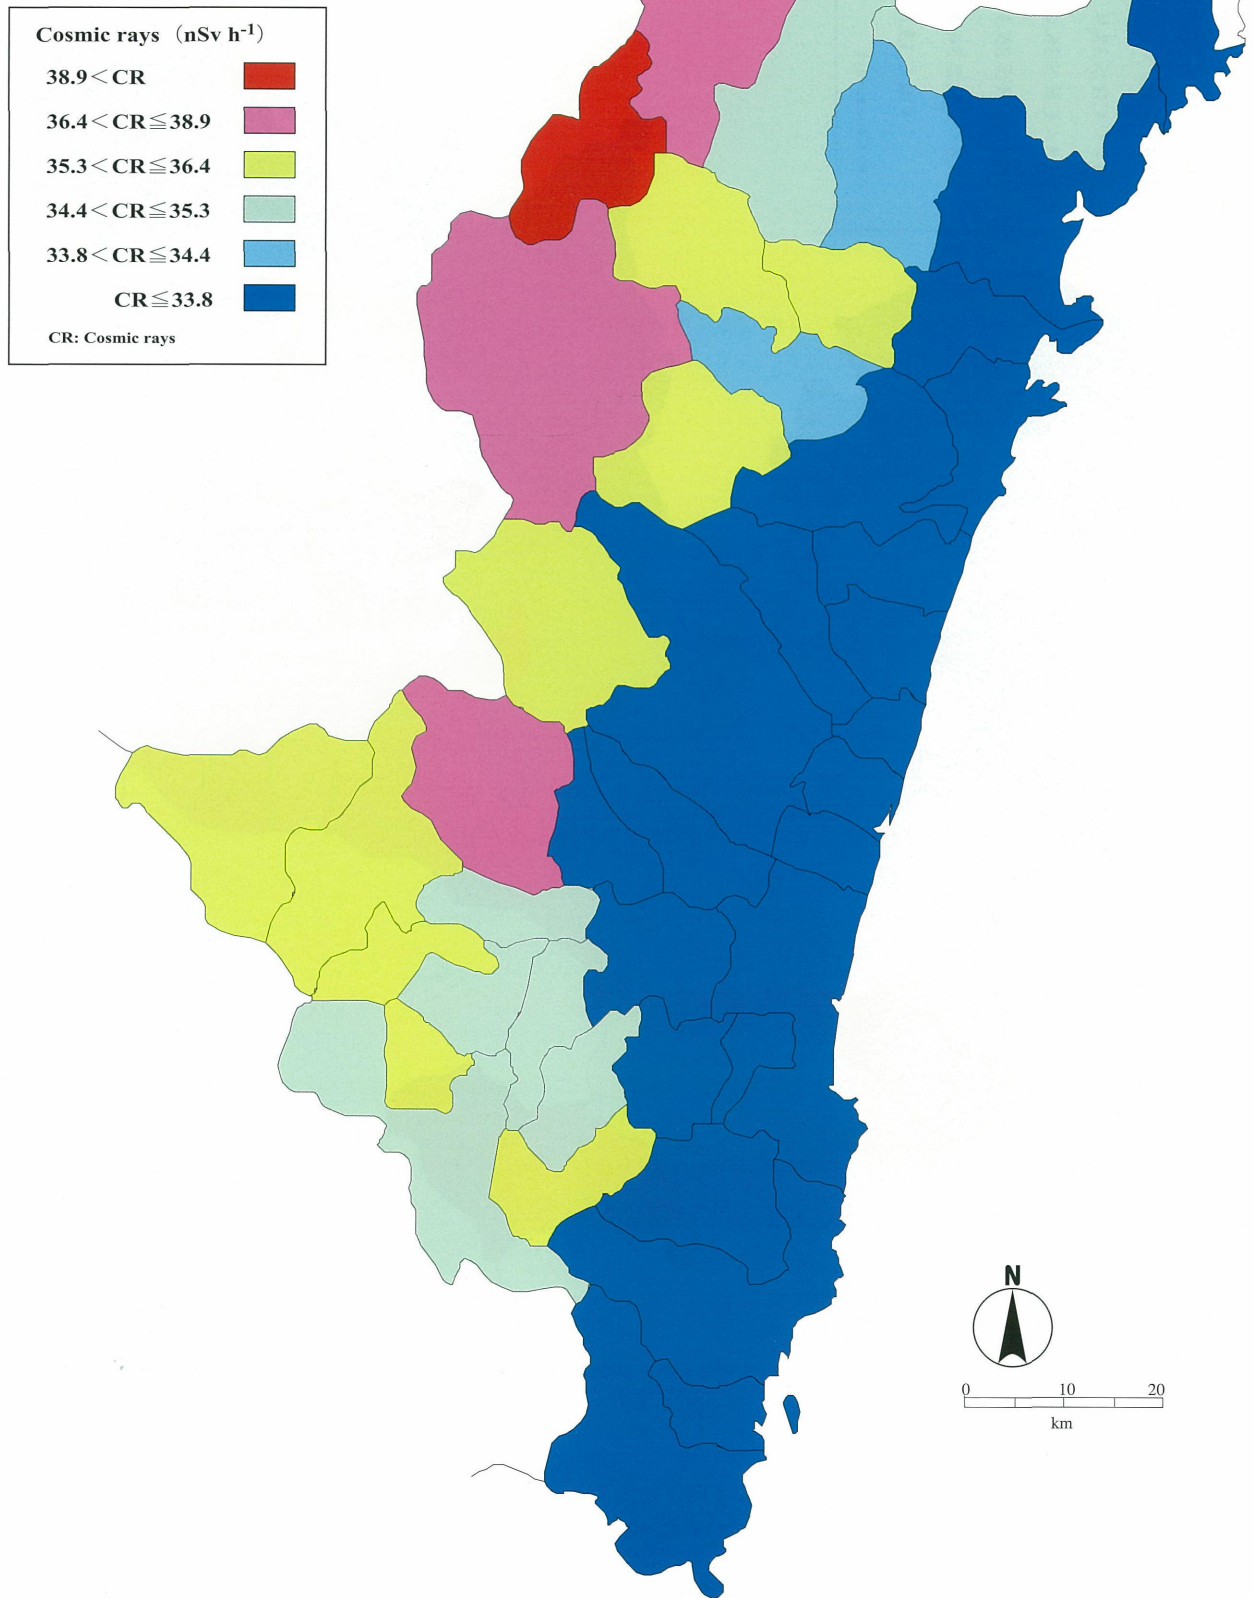 Cosmic rays (nSv h⁻¹)
38.9＜CR
36.4＜CR≦38.9
35.3＜CR≦36.4
34.4＜CR≦35.3
33.8＜CR≦34.4
CR≦33.8
CR: Cosmic rays
N
0 10 20
km